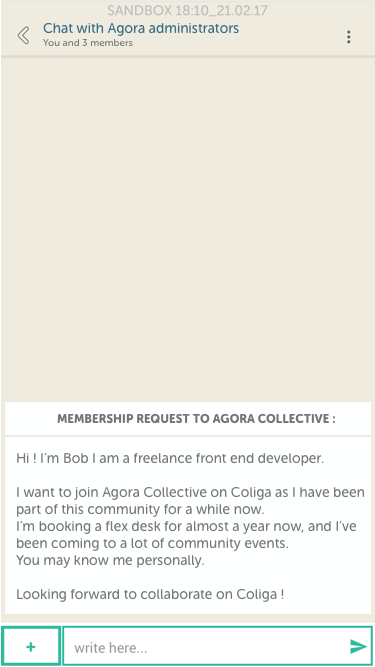 SANDBOX 18:10_21.02.17
Chat with Agora administrators
You and 3 members
MEMBERSHIP REQUEST TO AGORA COLLECTIVE :
Hi ! I'm Bob I am a freelance front end developer.
I want to join Agora Collective on Coliga as I have been
part of this community for a while now.
I'm booking a flex desk for almost a year now, and I've
been coming to a lot of community events.
You may know me personally.
Looking forward to collaborate on Coliga !
+
write here...